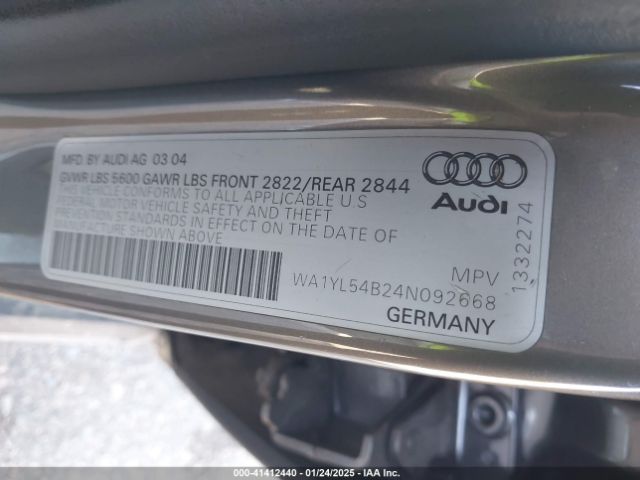 MFD. BY AUDI AG 03 04
GVWR LBS 5600 GAWR LBS FRONT 2822/REAR 2844
THIS VEHICLE CONFORMS TO ALL APPLICABLE U S
FEDERAL MOTOR VEHICLE SAFETY AND THEFT
PREVENTION STANDARDS IN EFFECT ON THE DATE OF
MANUFACTURE SHOWN ABOVE
Audi
MPV
WA1YL54B24N092668
GERMANY
1332274
000-41412440 - 01/24/2025 - IAA Inc.